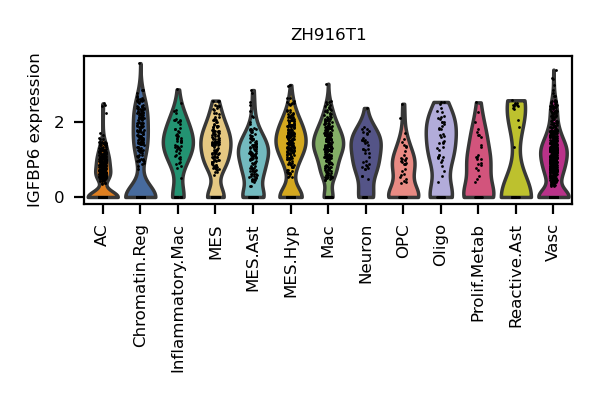 ZH916T1
IGFBP6 expression
2
0
AC
Chromatin.Reg
Inflammatory.Mac
MES
MES.Ast
MES.Hyp
Mac
Neuron
OPC
Oligo
Prolif.Metab
Reactive.Ast
Vasc